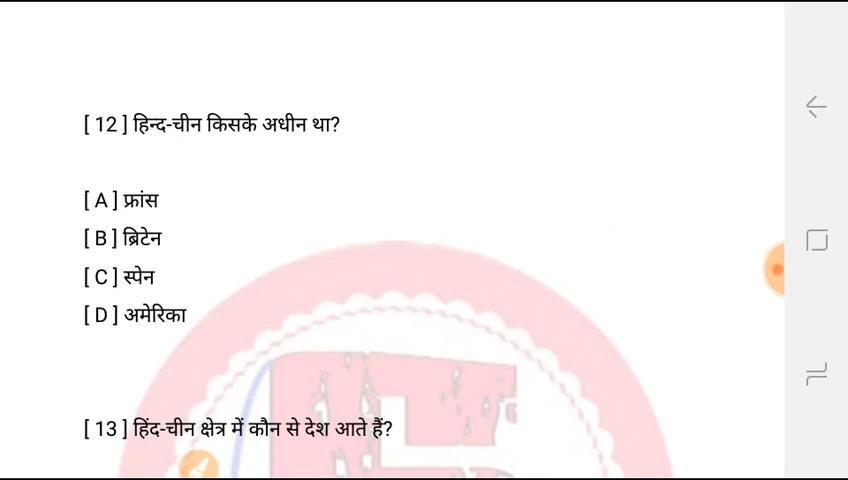 [ 12 ] हिन्द-चीन किसके अधीन था?
[ A ] फ्रांस
[ B ] ब्रिटेन
[ C ] स्पेन
[ D ] अमेरिका
[ 13 ] हिंद-चीन क्षेत्र में कौन से देश आते हैं?